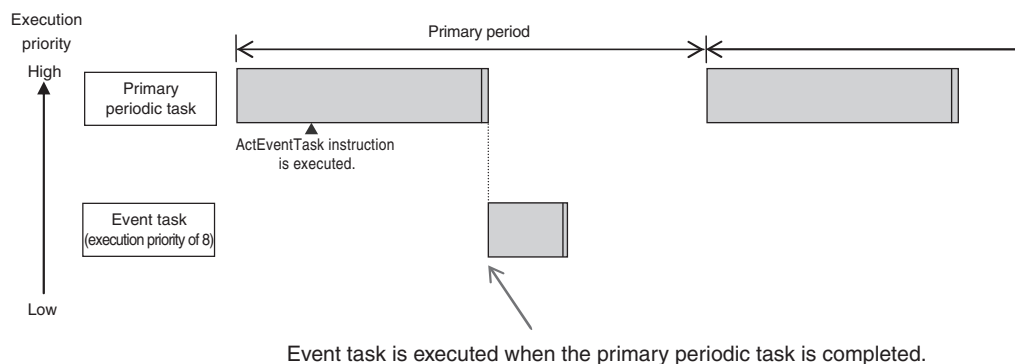 Execution
priority
High
Primary period
Primary
periodic task
ActEventTask instruction
is executed.
Event task
(execution priority of 8)
Low
Event task is executed when the primary periodic task is completed.